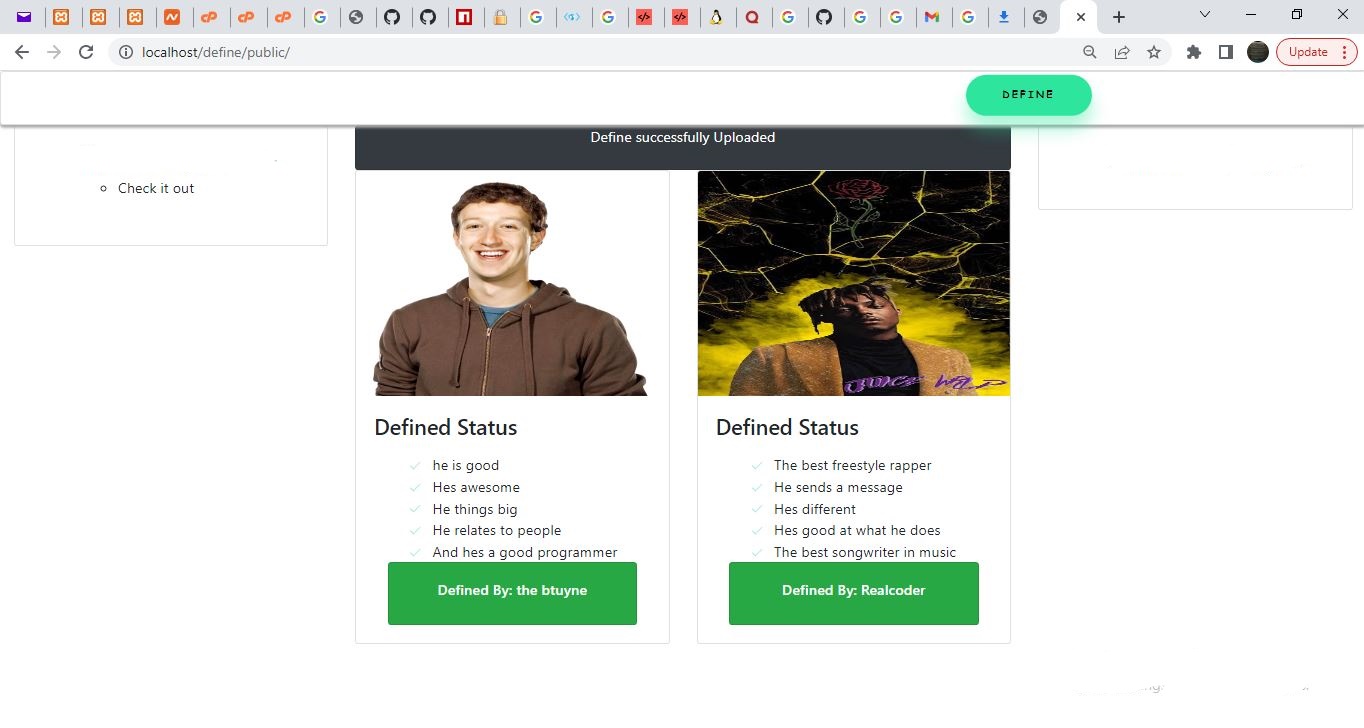 Update
localhost/define/public/
DEFINE
Define successfully Uploaded
Check it out
JUICE WRLD
Defined Status
he is good
Hes awesome
He things big
He relates to people
And hes a good programmer
Defined By: the btuyne
Defined Status
The best freestyle rapper
He sends a message
Hes different
Hes good at what he does
The best songwriter in music
Defined By: Realcoder